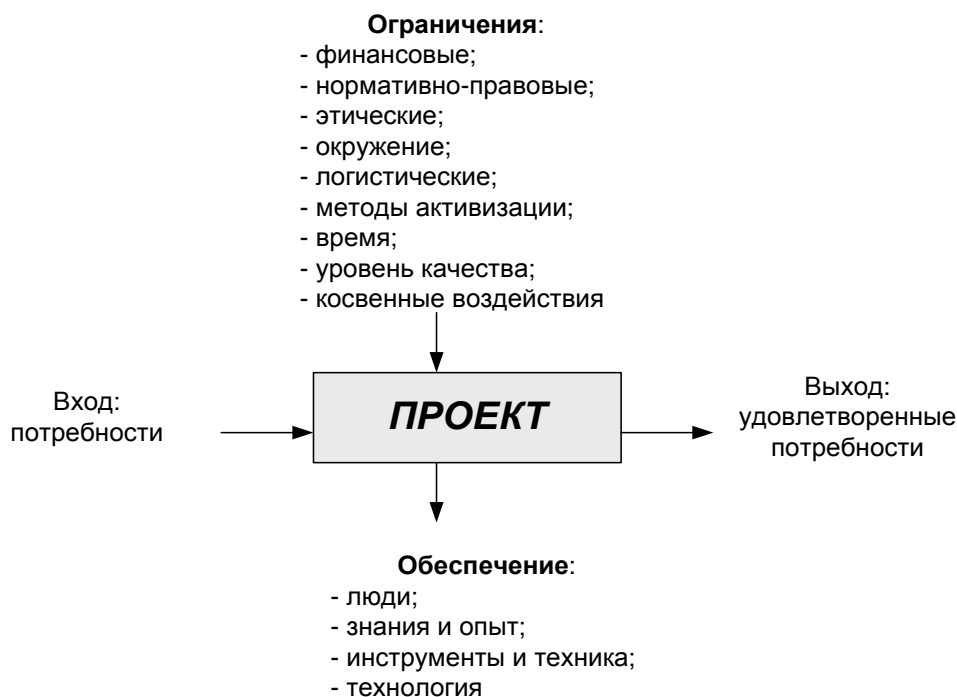 Ограничения:
- финансовые;
- нормативно-правовые;
- этические;
- окружение;
- логистические;
- методы активизации;
- время;
- уровень качества;
- косвенные воздействия
Вход:
потребности
ПРОЕКТ
Выход:
удовлетворенные
потребности
Обеспечение:
- люди;
- знания и опыт;
- инструменты и техника;
- технология